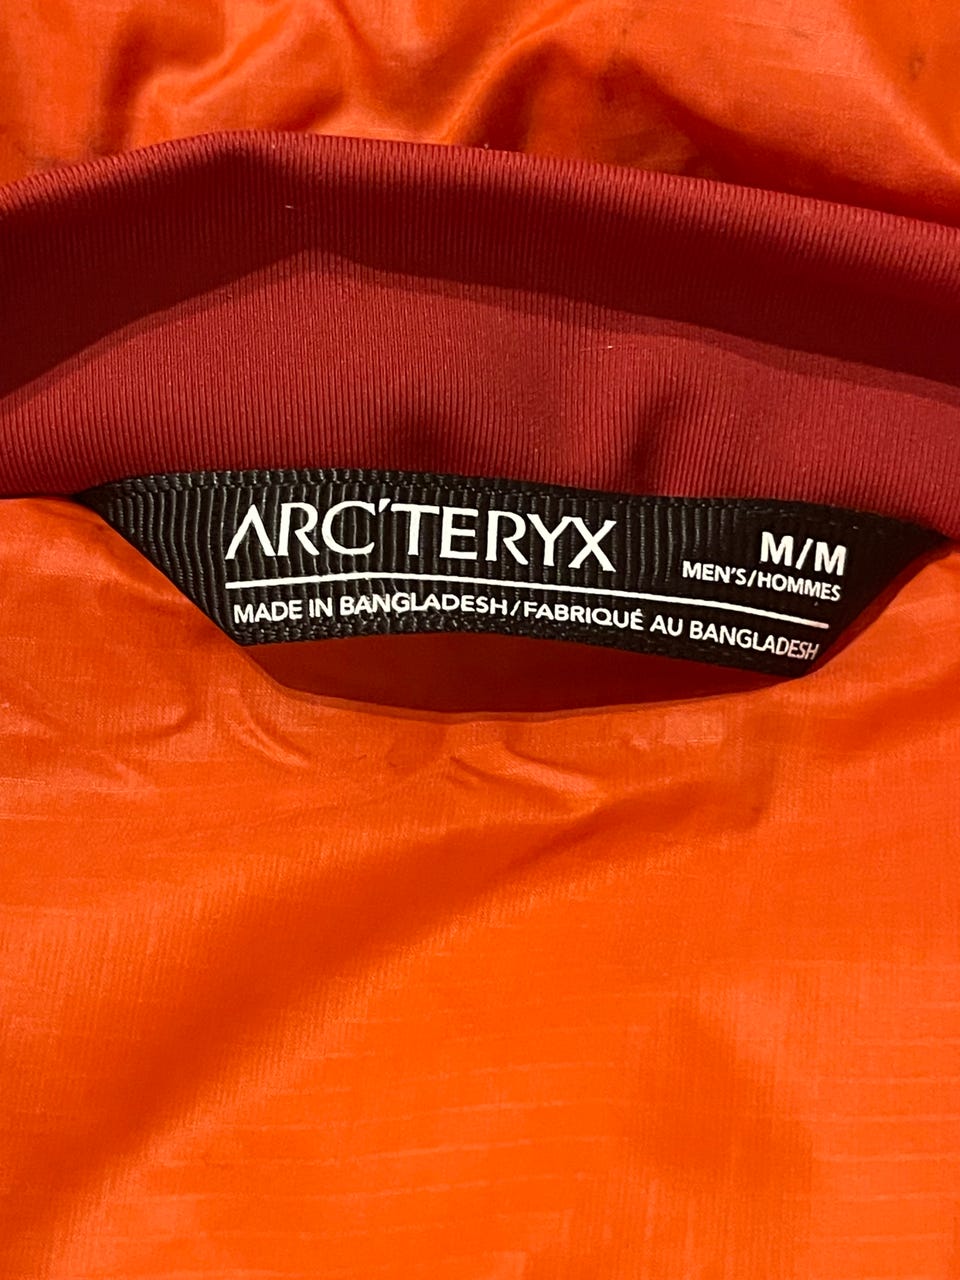 ARC'TERYX
M/M
MEN'S/HOMMES
MADE IN BANGLADESH/FABRIQUÉ AU BANGLADESH